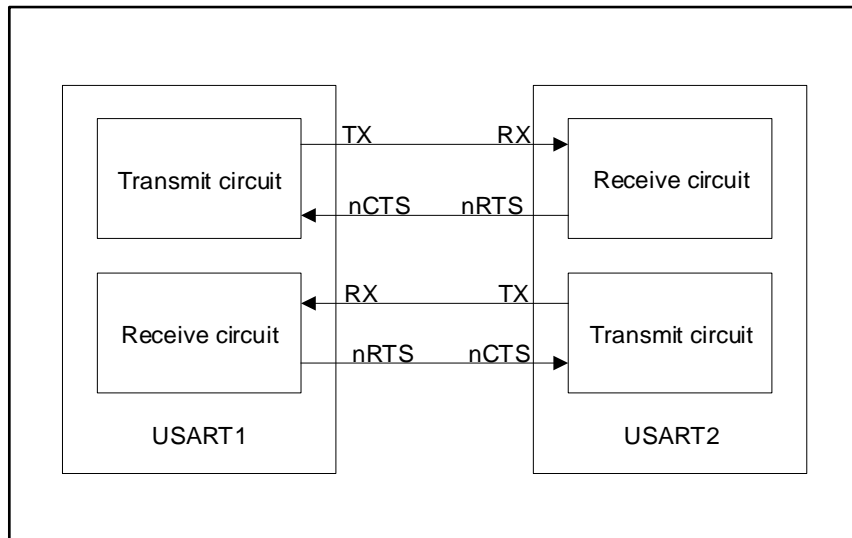 TX RX
Transmit circuit Receive circuit
nCTS nRTS
RX TX
Receive circuit Transmit circuit
nRTS nCTS
USART1 USART2